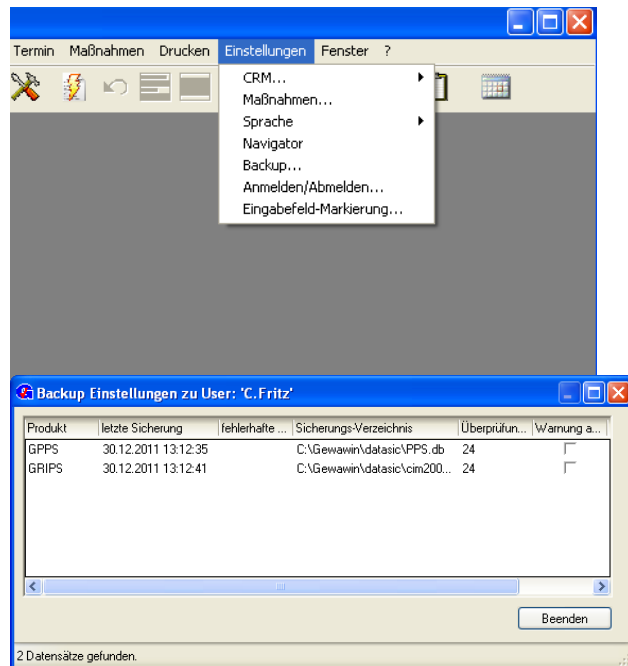 Termin Maßnahmen Drucken Einstellungen Fenster ?
CRM...
Maßnahmen...
Sprache
Navigator
Backup...
Anmelden/Abmelden...
Eingabefeld-Markierung...
Backup Einstellungen zu User: 'C.Fritz'
Produkt letzte Sicherung fehlerhafte ... Sicherungs-Verzeichnis Überprüfun... Warnung a...
GPPS 30.12.2011 13:12:35 C:\Gewawin\datasic\PPS.db 24
GRIPS 30.12.2011 13:12:41 C:\Gewawin\datasic\cim200... 24
Beenden
2 Datensätze gefunden.